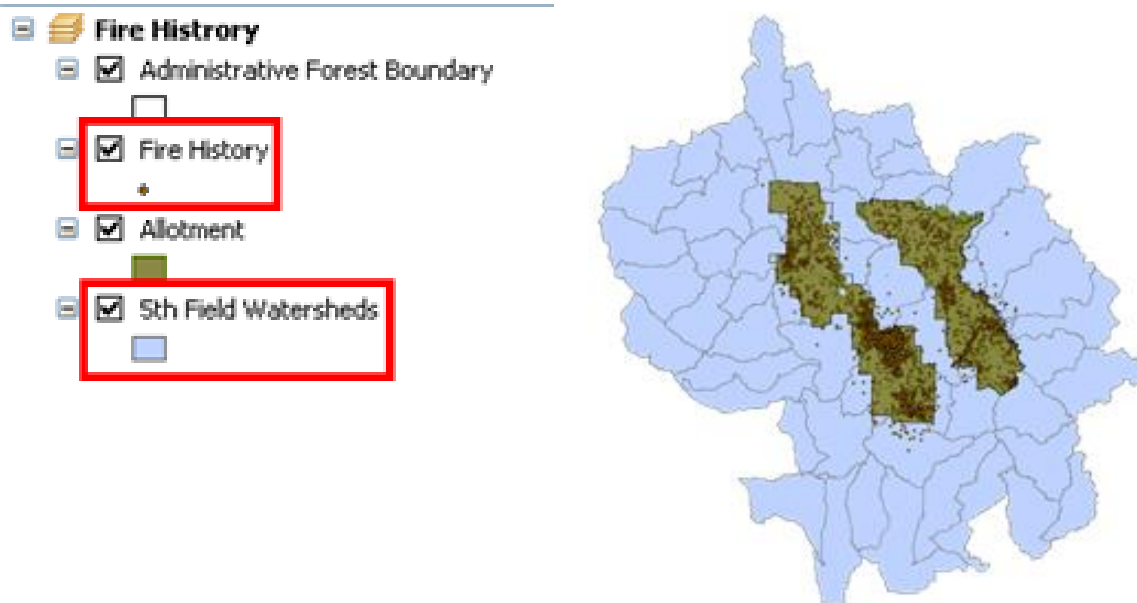 Fire Histrory
Administrative Forest Boundary
Fire History
Allotment
5th Field Watersheds